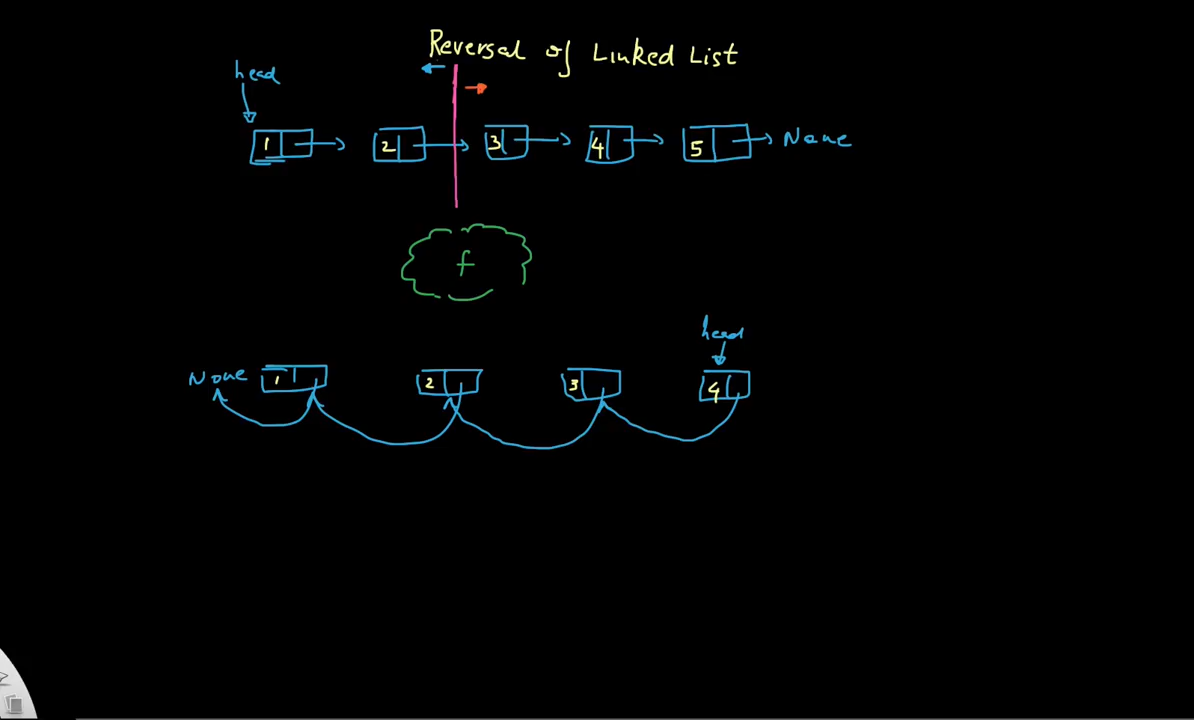 Reversal of Linked List
head
1 2 3 4 5 None
f
head
None 1 2 3 4